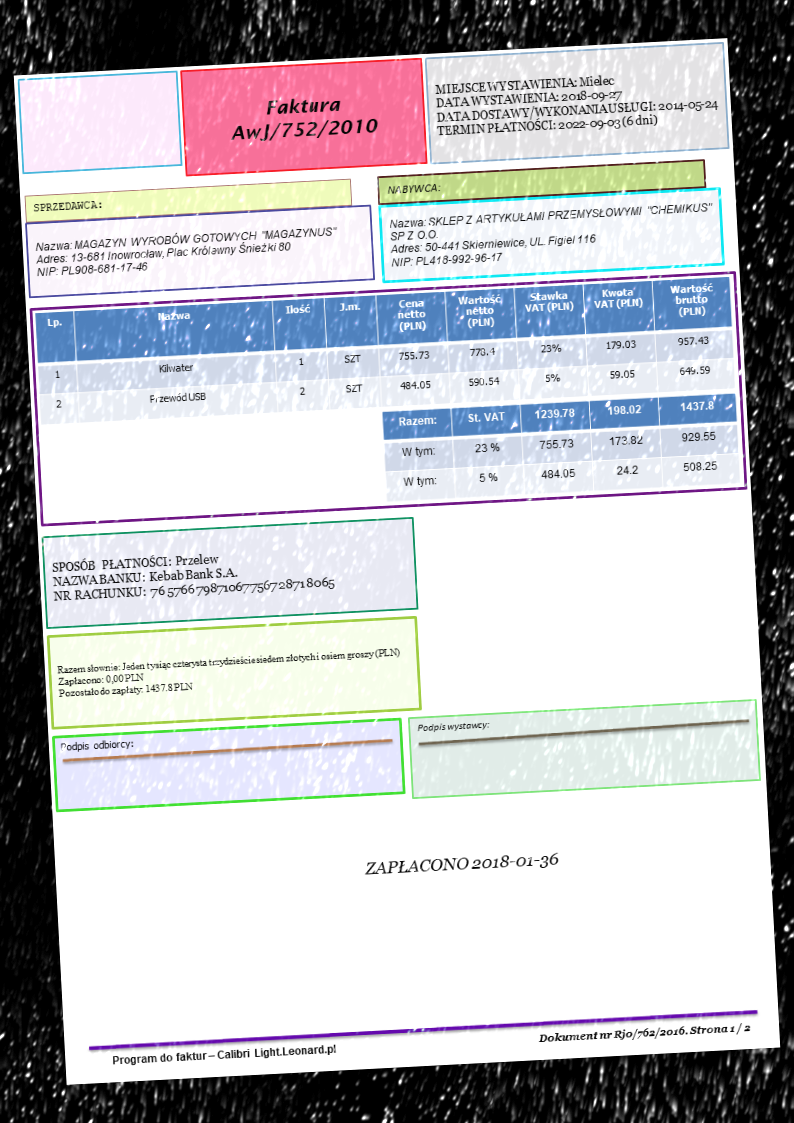 Faktura
AwJ/752/2010
MIEJSCE WYSTAWIENIA: Mielec
DATA WYSTAWIENIA: 2018-09-27
DATA DOSTAWY/WYKONANIA USŁUGI: 2014-05-24
TERMIN PŁATNOŚCI: 2022-09-03 (6 dni)
SPRZEDAWCA:
Nazwa: MAGAZYN WYROBÓW GOTOWYCH "MAGAZYNUS"
Adres: 13-681 Inowrocław, Plac Królawny Śnieżki 80
NIP: PL908-681-17-46
NABYWCA:
Nazwa: SKLEP Z ARTYKUŁAMI PRZEMYSŁOWYMI "CHEMIKUS"
SP Z O.O.
Adres: 50-441 Skierniewice, UL. Figiel 116
NIP: PL418-992-96-17
Lp. Nazwa Ilość J.m. Cena netto (PLN) Wartość netto (PLN) Stawka VAT (PLN) Kwota VAT (PLN) Wartość brutto (PLN)
1 Kilwater 1 SZT 755.73 778.4 23% 179.03 957.43
2 Przewód USB 2 SZT 484.05 590.54 5% 59.05 649.59
Razem: St. VAT 1239.78 198.02 1437.8
W tym: 23 % 755.73 173.82 929.55
W tym: 5 % 484.05 24.2 508.25
SPOSÓB PŁATNOŚCI: Przelew
NAZWA BANKU: Kebab Bank S.A.
NR RACHUNKU: 76 576679871067756728718065
Razem słownie: Jeden tysiąc czterysta trzydzieście siedem złotych i osiem groszy (PLN)
Zapłacono: 0,00 PLN
Pozostało do zapłaty: 1437.8 PLN
Podpis odbiorcy:
Podpis wystawcy:
ZAPŁACONO 2018-01-36
Program do faktur – Calibri Light.Leonard.pl
Dokument nr Rjo/762/2016. Strona 1 / 2